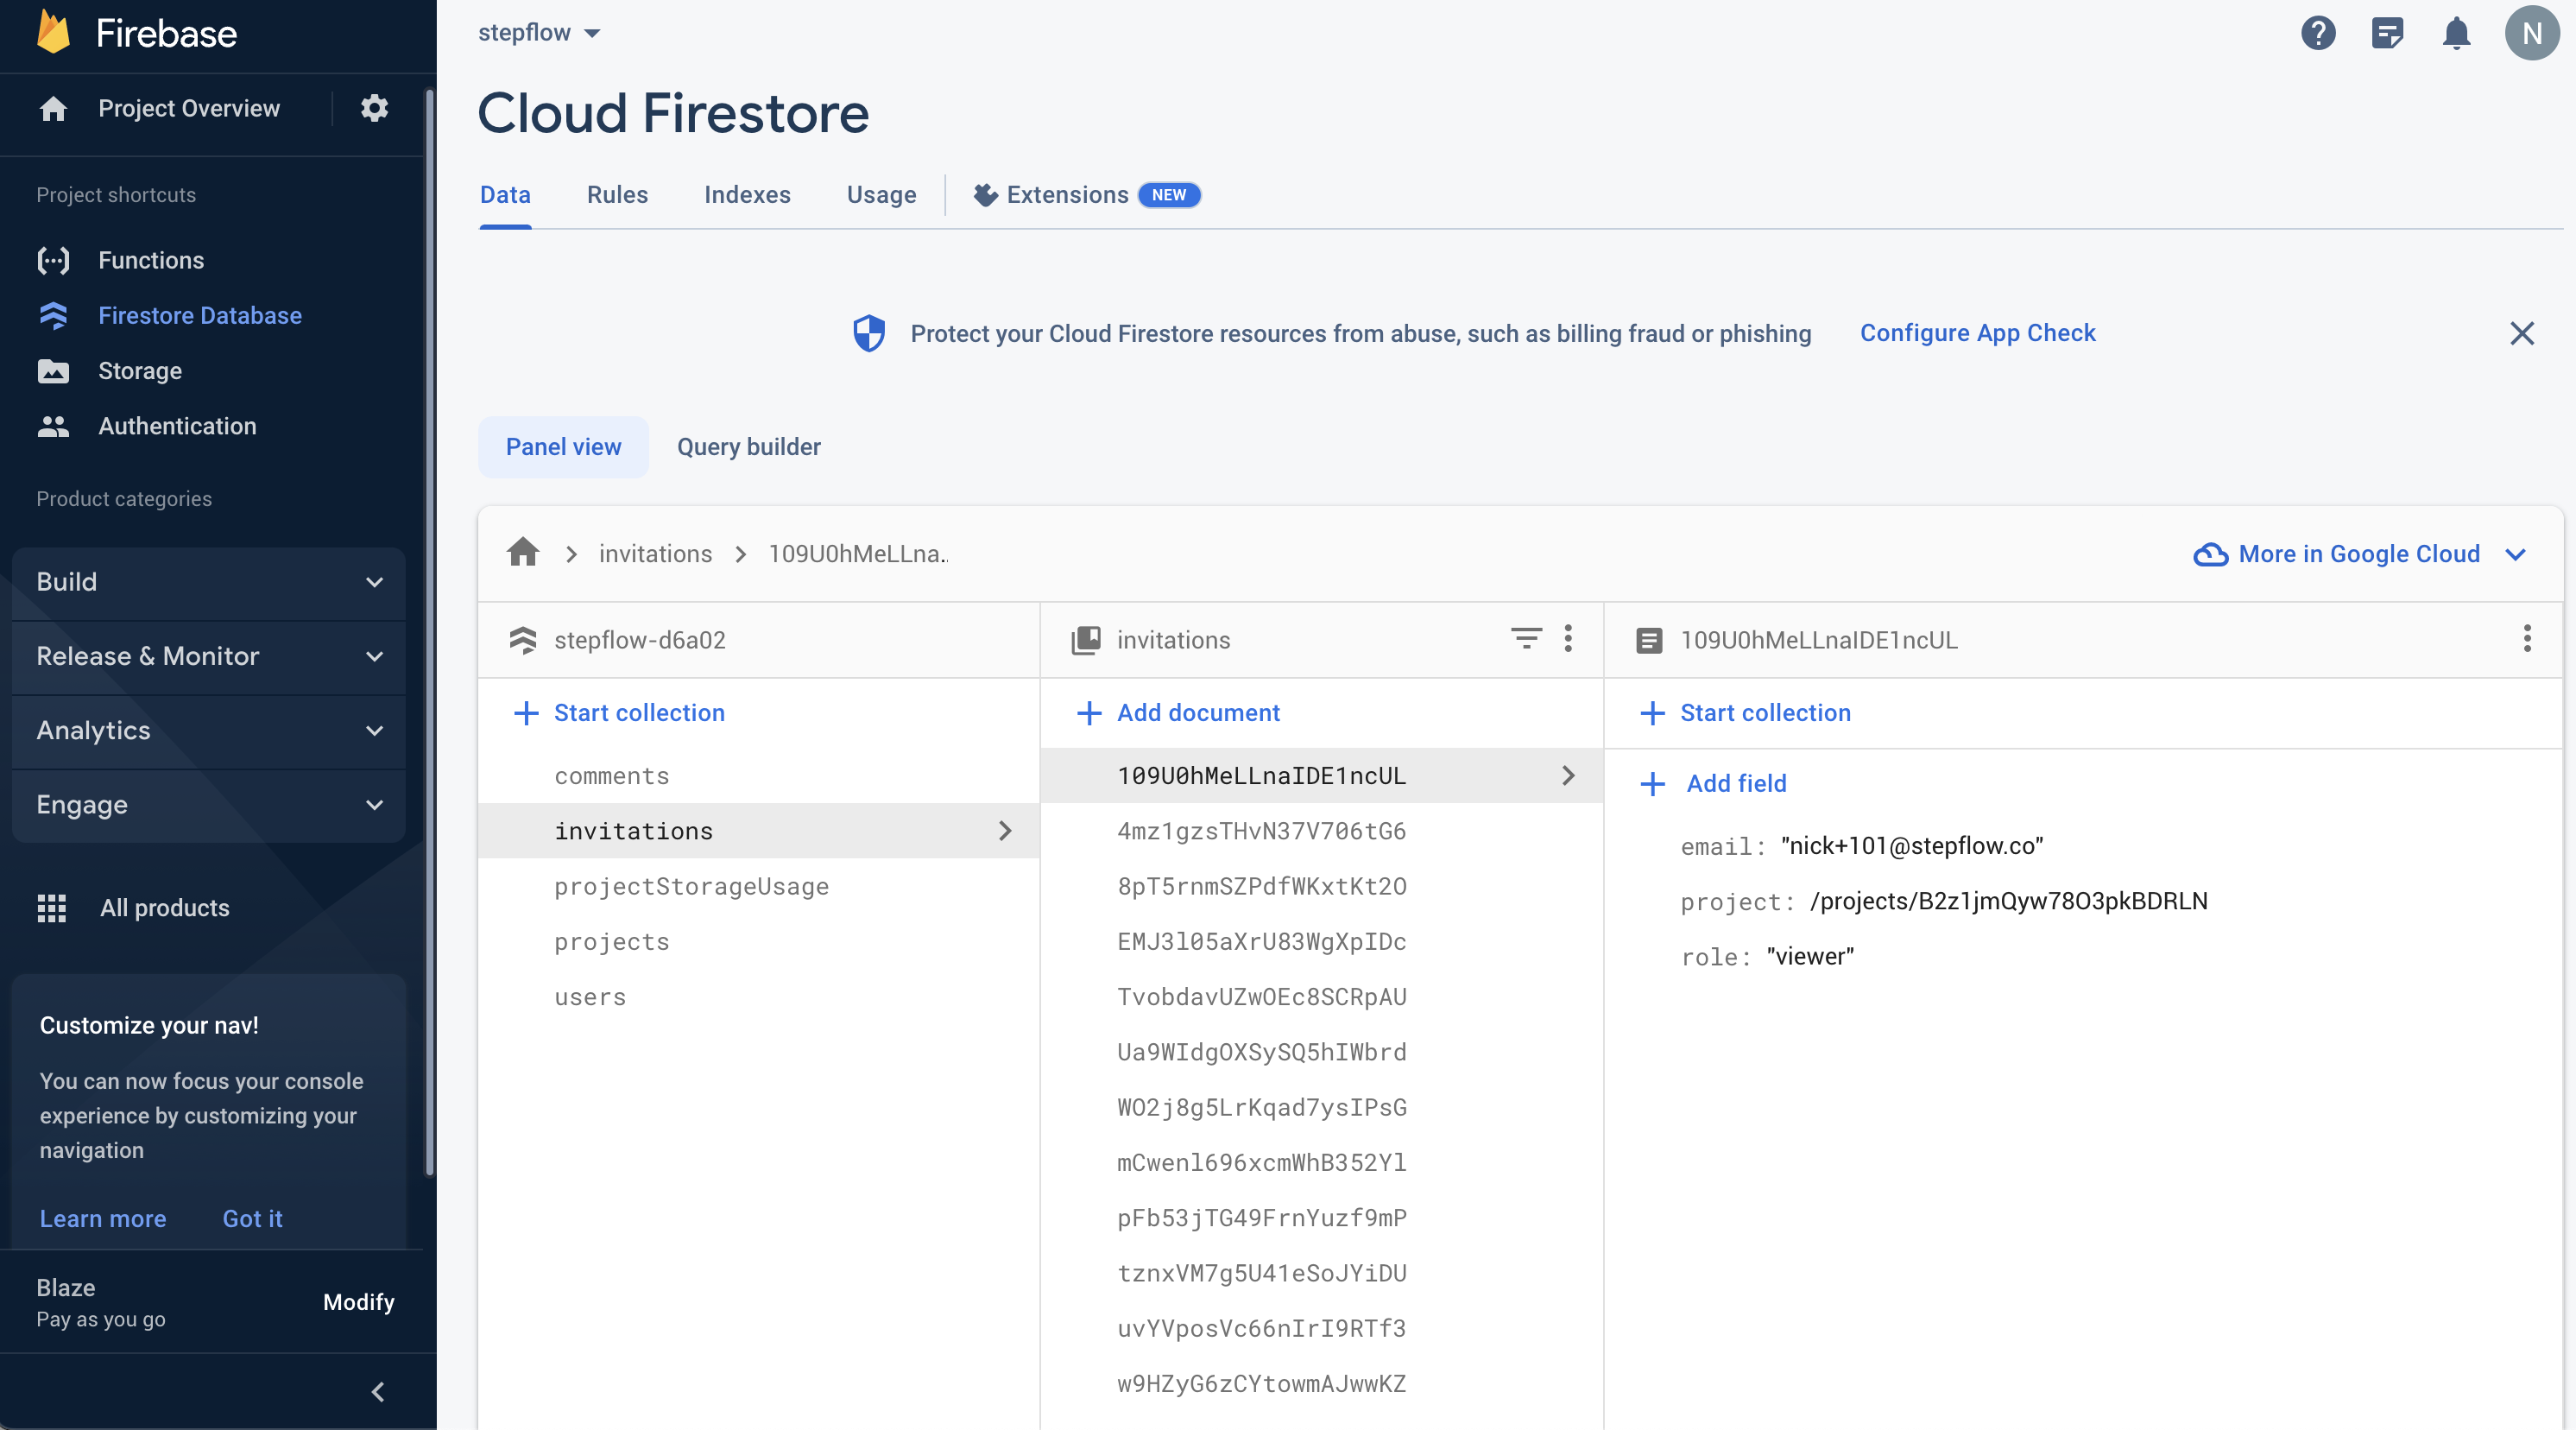 Firebase
Project Overview
Project shortcuts
Functions
Firestore Database
Storage
Authentication
Product categories
Build
Release & Monitor
Analytics
Engage
All products
Customize your nav!
You can now focus your console
experience by customizing your
navigation
Learn more Got it
Blaze
Pay as you go
Modify
stepflow
N
Cloud Firestore
Data Rules Indexes Usage Extensions NEW
Protect your Cloud Firestore resources from abuse, such as billing fraud or phishing Configure App Check
Panel view Query builder
invitations 109U0hMeLLna..
More in Google Cloud
stepflow-d6a02
Start collection
comments
invitations
projectStorageUsage
projects
users
invitations
Add document
109U0hMeLLnaIDE1ncUL
4mz1gzsTHvN37V706tG6
8pT5rnmSZPdfWKxtKt2O
EMJ3l05aXrU83WgXpIDc
TvobdavUZwOEc8SCRpAU
Ua9WIdgOXSySQ5hIWbrd
WO2j8g5LrKqad7ysIPsG
mCwenl696xcmWhB352Yl
pFb53jTG49FrnYuzf9mP
tznxVM7g5U41eSoJYiDU
uvYVposVc66nIrI9RTf3
w9HZyG6zCYtowmAJwwKZ
109U0hMeLLnaIDE1ncUL
Start collection
Add field
email: "nick+101@stepflow.co"
project: /projects/B2z1jmQyw78O3pkBDRLN
role: "viewer"